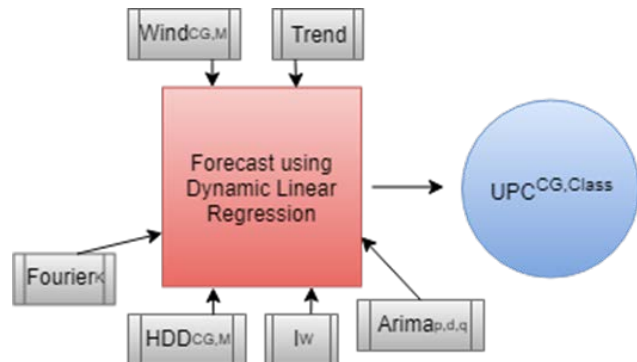 WindCG,M
Trend
Forecast using
Dynamic Linear
Regression
UPCCG,Class
FourierK
HDDCG,M
IW
Arimap,d,q